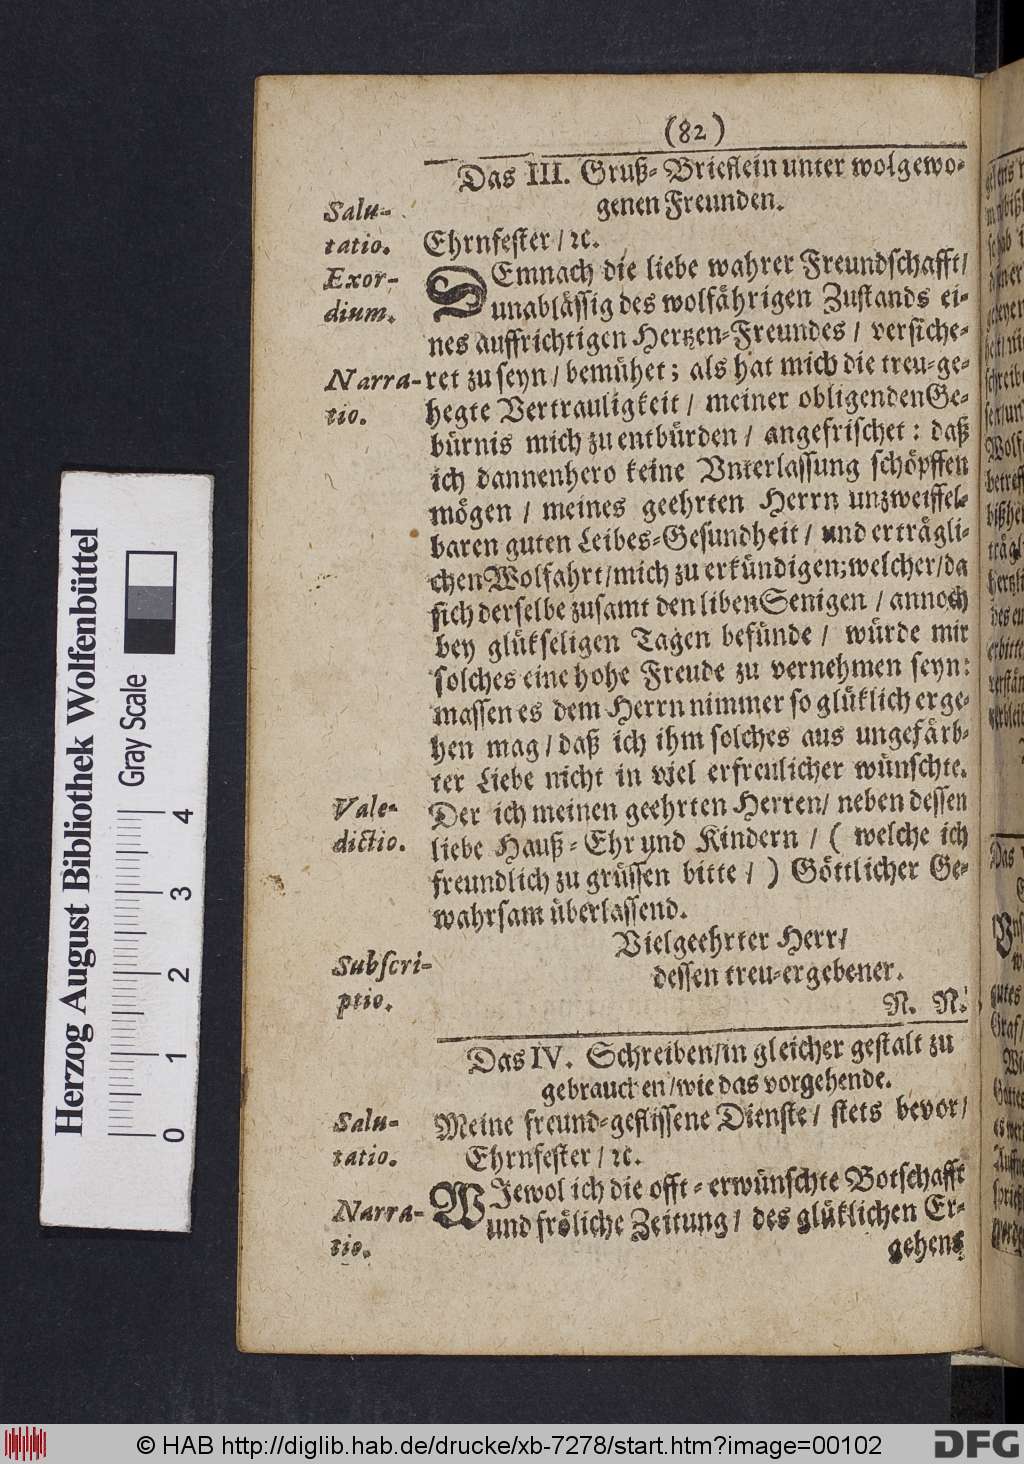 (82)
Das III. Gruß-Brieflein unter wolgewo-
genen Freunden.
Salu-
tatio.
Ehrnfester / ꝛc.
Exor-
dium.
DEmnach die liebe wahrer Freundschafft /
unablässig des wolfährigen Zustands ei-
nes auffrichtigen Hertzen-Freundes / versiche-
Narra-
tio.
ret zu seyn / bemühet; als hat mich die treu-ge-
hegte Vertrauligkeit / meiner obligenden Ge-
bürnis mich zu entbürden / angefrischet: daß
ich dannenhero keine Unterlassung schöpffen
mögen / meines geehrten Herrn unzweiffel-
baren guten Leibes-Gesundheit / und erträgli-
chen Wolfahrt / mich zu erkündigen; welcher / da
sich derselbe zusamt den liben Seinigen / annoch
bey glükseligen Tagen befünde / würde mir
solches eine hohe Freude zu vernehmen seyn:
massen es dem Herrn nimmer so glüklich erge-
hen mag / daß ich ihm solches aus ungefärb-
ter Liebe nicht in viel erfreulicher wünschte.
Vale-
dictio.
Der ich meinen geehrten Herren / neben dessen
liebe Hauß-Ehr und Kindern / ( welche ich
freundlich zu grüssen bitte / ) Göttlicher Ge-
wahrsam überlassend.
Vielgeehrter Herr /
Subscri-
ptio.
dessen treu-ergebener.
N. N.
Das IV. Schreiben / in gleicher gestalt zu
gebrauchen / wie das vorgehende.
Salu-
tatio.
Meine freund-geflissene Dienste / stets bevor /
Ehrnfester / ꝛc.
Narra-
tio.
WJewol ich die offt-erwünschte Botschafft
und fröliche Zeitung / des glüklichen Er-
gehens
Herzog August Bibliothek Wolfenbüttel
Gray Scale
0 1 2 3 4
© HAB http://diglib.hab.de/drucke/xb-7278/start.htm?image=00102
DFG